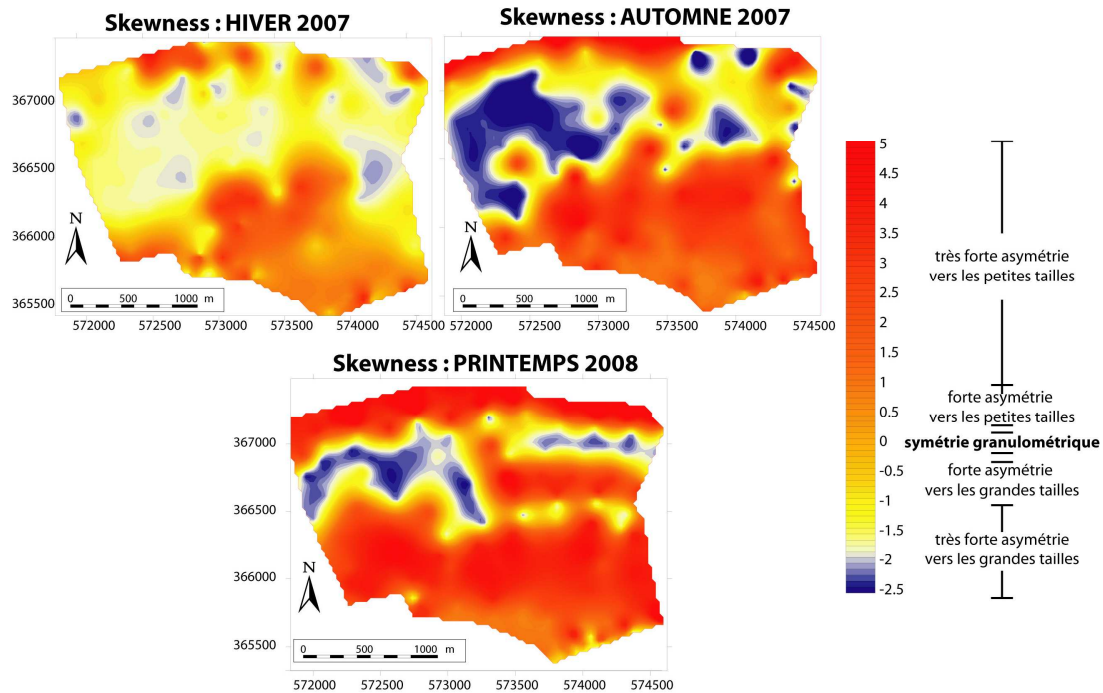 Skewness : HIVER 2007
367000
366500
366000
365500
N
0 500 1000 m
572000 572500 573000 573500 574000 574500
Skewness : AUTOMNE 2007
N
0 500 1000 m
572000 572500 573000 573500 574000 574500
Skewness : PRINTEMPS 2008
367000
366500
366000
365500
N
0 500 1000 m
572000 572500 573000 573500 574000 574500
5
4.5
4
3.5
3
2.5
2
1.5
1
0.5
0
-0.5
-1
-1.5
-2
-2.5
très forte asymétrie
vers les petites tailles
forte asymétrie
vers les petites tailles
symétrie granulométrique
forte asymétrie
vers les grandes tailles
très forte asymétrie
vers les grandes tailles